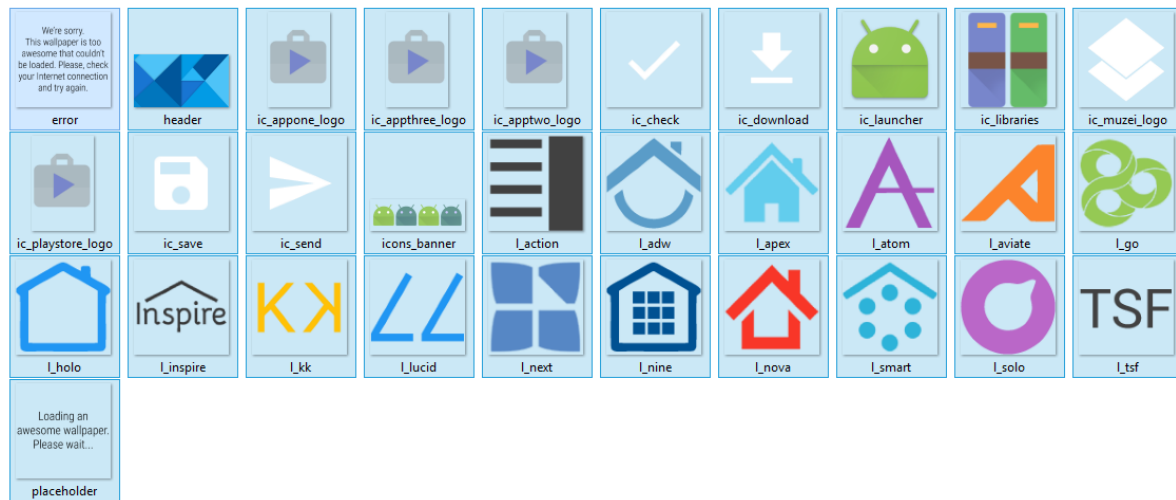 We're sorry.
This wallpaper is too
awesome that couldn't
be loaded. Please, check
your Internet connection
and try again.
error
header
ic_appone_logo
ic_appthree_logo
ic_apptwo_logo
ic_check
ic_download
ic_launcher
ic_libraries
ic_muzei_logo
ic_playstore_logo
ic_save
ic_send
icons_banner
l_action
l_adw
l_apex
l_atom
l_aviate
l_go
l_holo
Inspire
l_inspire
KK
l_kk
l_lucid
l_next
l_nine
l_nova
l_smart
l_solo
TSF
l_tsf
Loading an
awesome wallpaper.
Please wait...
placeholder